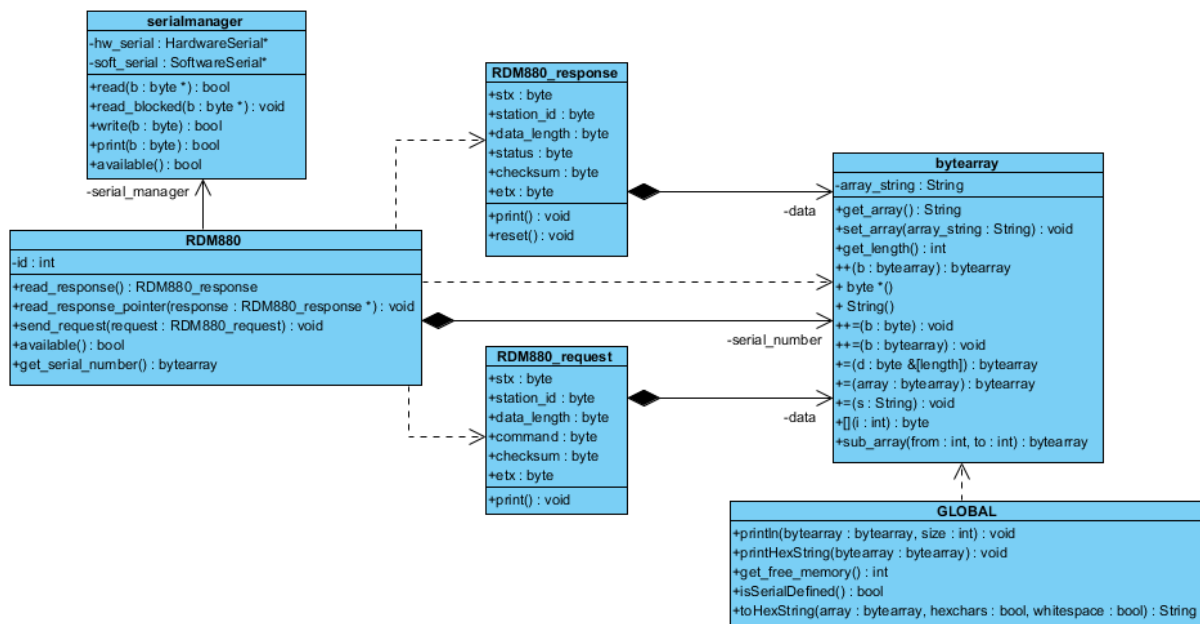 serialmanager
-hw_serial : HardwareSerial*
-soft_serial : SoftwareSerial*
+read(b : byte *) : bool
+read_blocked(b : byte *) : void
+write(b : byte) : bool
+print(b : byte) : bool
+available() : bool
-serial_manager
RDM880
-id : int
+read_response() : RDM880_response
+read_response_pointer(response : RDM880_response *) : void
+send_request(request : RDM880_request) : void
+available() : bool
+get_serial_number() : bytearray
RDM880_response
+stx : byte
+station_id : byte
+data_length : byte
+status : byte
+checksum : byte
+etx : byte
+print() : void
+reset() : void
-data
-serial_number
RDM880_request
+stx : byte
+station_id : byte
+data_length : byte
+command : byte
+checksum : byte
+etx : byte
+print() : void
-data
bytearray
-array_string : String
+get_array() : String
+set_array(array_string : String) : void
+get_length() : int
++(b : bytearray) : bytearray
+ byte *()
+ String()
++=(b : byte) : void
++=(b : bytearray) : void
+=(d : byte &[length]) : bytearray
+=(array : bytearray) : bytearray
+=(s : String) : void
+[](i : int) : byte
+sub_array(from : int, to : int) : bytearray
GLOBAL
+println(bytearray : bytearray, size : int) : void
+printHexString(bytearray : bytearray) : void
+get_free_memory() : int
+isSerialDefined() : bool
+toHexString(array : bytearray, hexchars : bool, whitespace : bool) : String